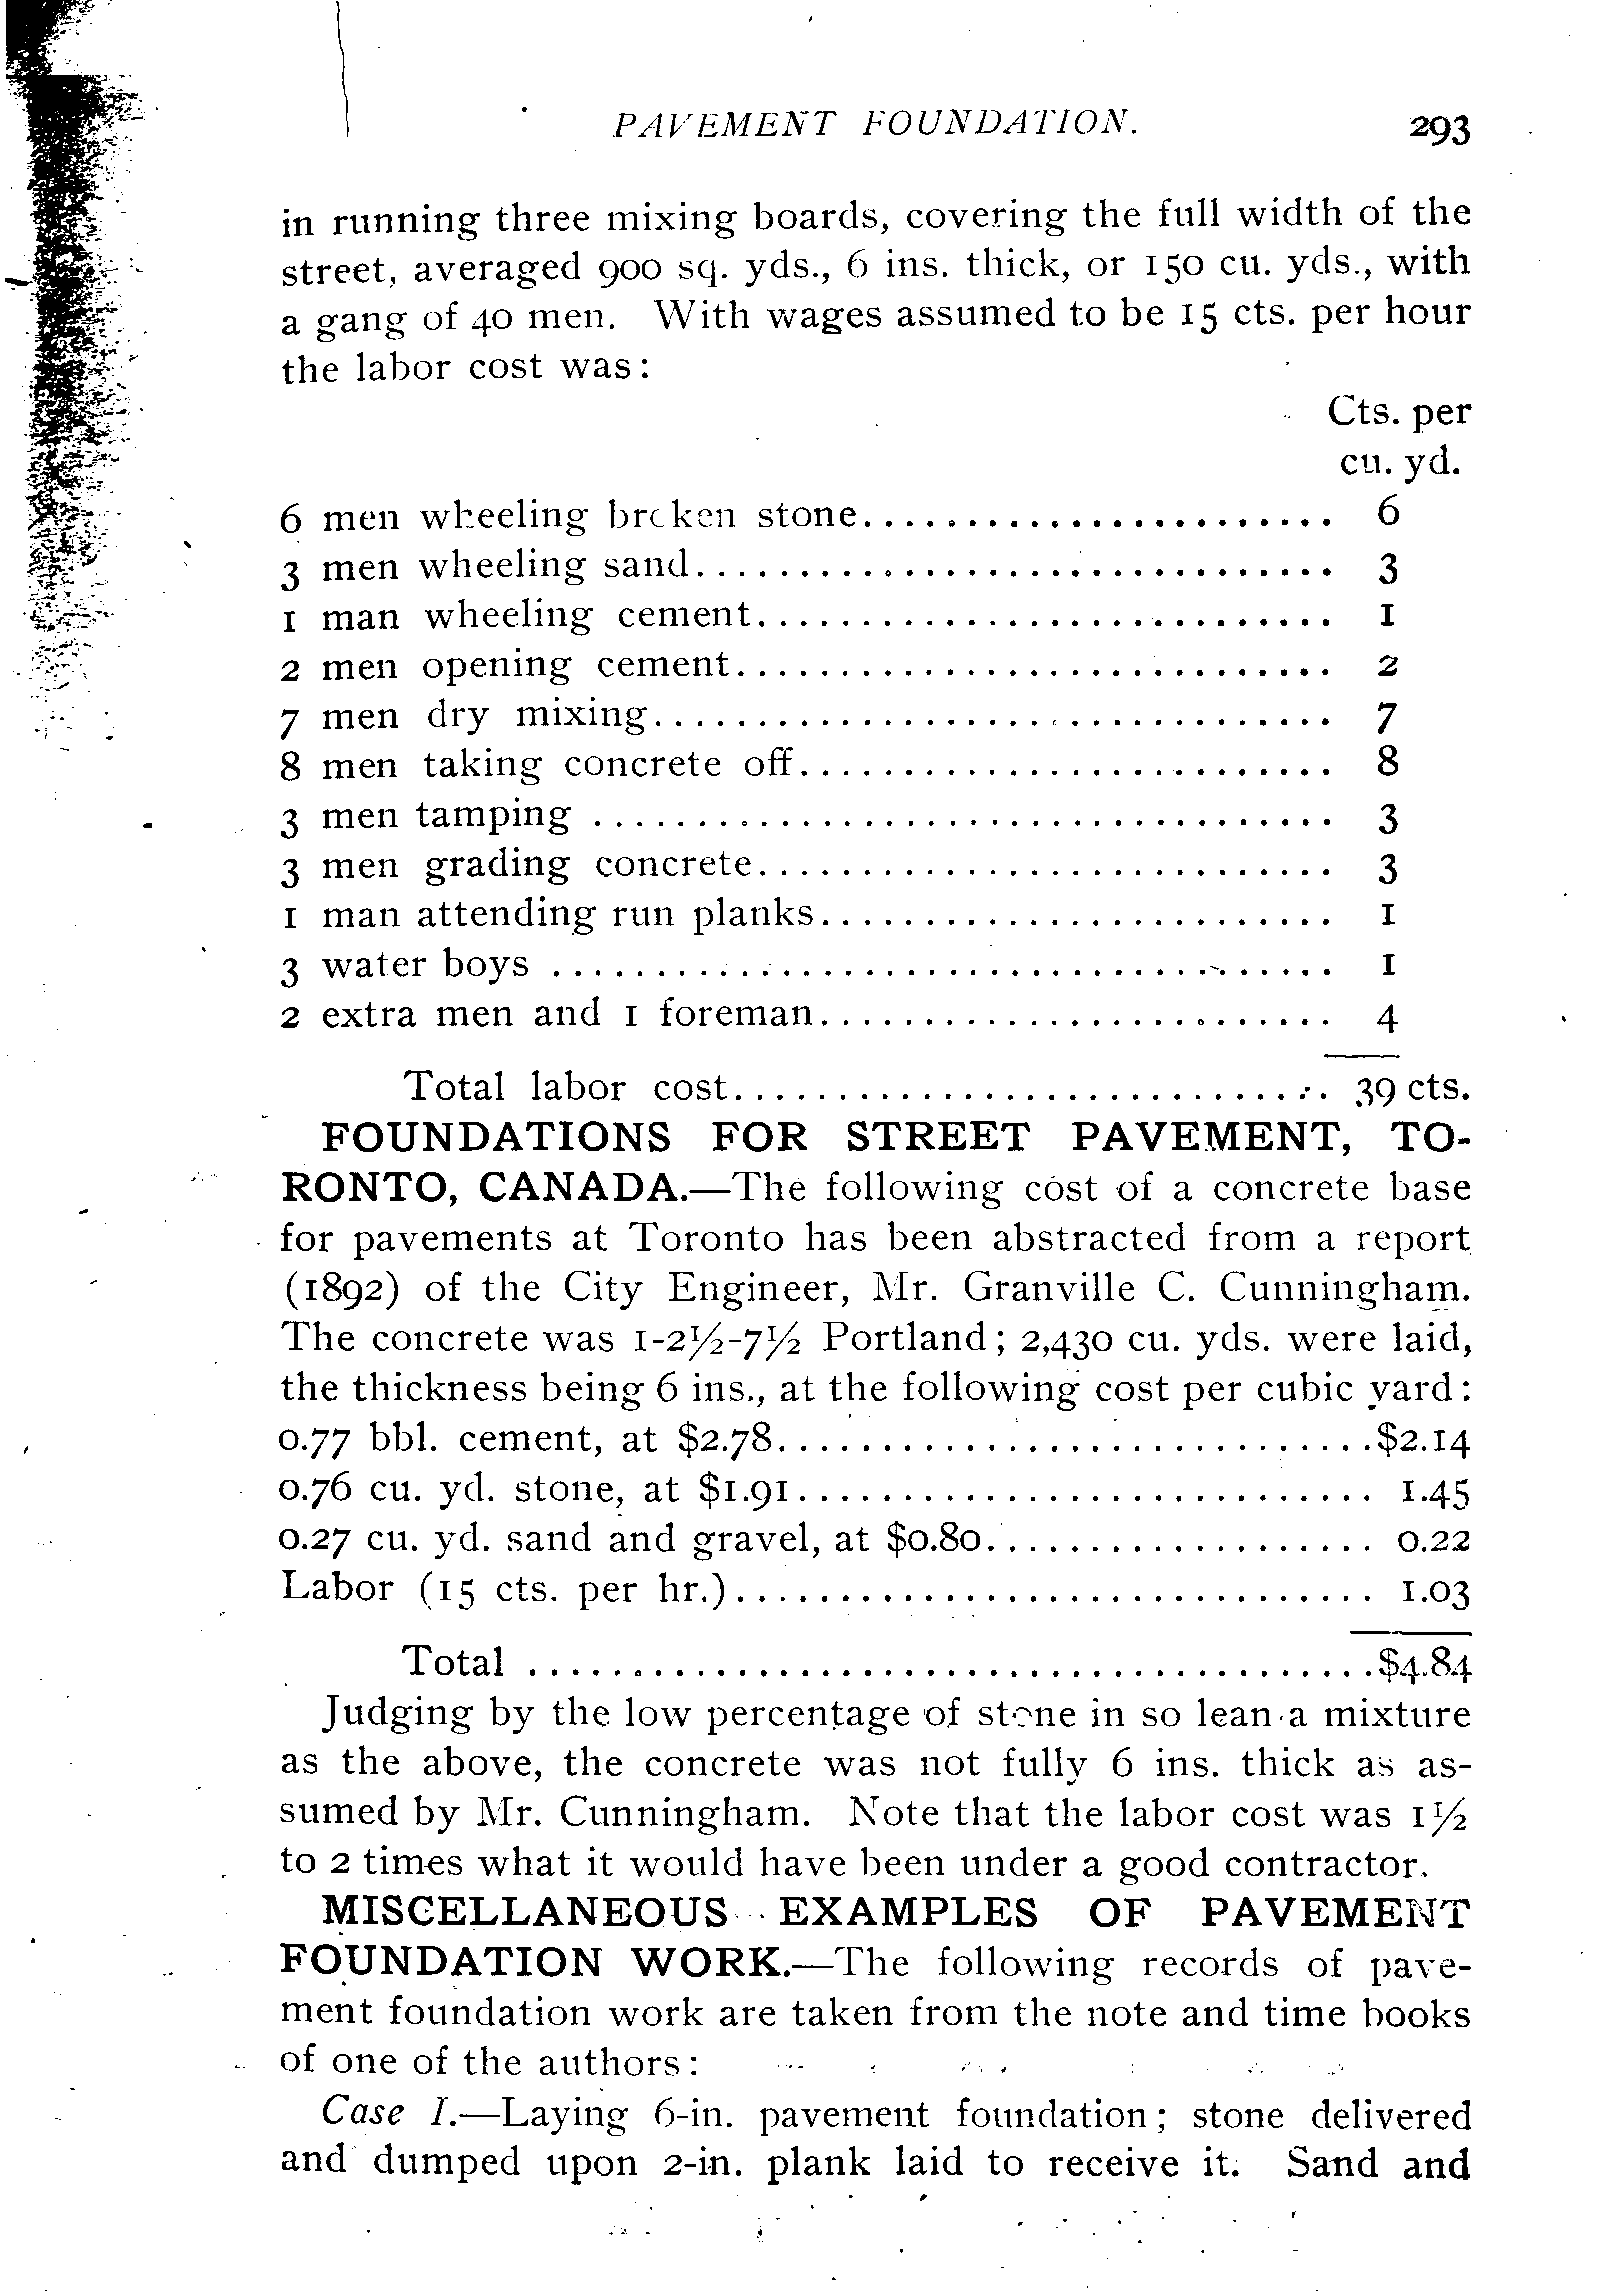 PAVEMENT FOUNDATION. 293
in running three mixing boards, covering the full width of the
street, averaged 900 sq. yds., 6 ins. thick, or 150 cu. yds., with
a gang of 40 men. With wages assumed to be 15 cts. per hour
the labor cost was:
Cts. per
cu. yd.
6 men wheeling broken stone....................... 6
3 men wheeling sand............................... 3
1 man wheeling cement............................ 1
2 men opening cement............................. 2
7 men dry mixing................................. 7
8 men taking concrete off.......................... 8
3 men tamping .................................... 3
3 men grading concrete............................ 3
1 man attending run planks......................... 1
3 water boys ...................................... 1
2 extra men and 1 foreman......................... 4
Total labor cost............................. 39 cts.
FOUNDATIONS FOR STREET PAVEMENT, TO-
RONTO, CANADA.—The following cost of a concrete base
for pavements at Toronto has been abstracted from a report
(1892) of the City Engineer, Mr. Granville C. Cunningham.
The concrete was 1-2½-7½ Portland; 2,430 cu. yds. were laid,
the thickness being 6 ins., at the following cost per cubic yard:
0.77 bbl. cement, at $2.78.............................$2.14
0.76 cu. yd. stone, at $1.91............................ 1.45
0.27 cu. yd. sand and gravel, at $0.80................... 0.22
Labor (15 cts. per hr.)............................... 1.03
Total .........................................$4.84
Judging by the low percentage of stone in so lean a mixture
as the above, the concrete was not fully 6 ins. thick as as-
sumed by Mr. Cunningham. Note that the labor cost was 1½
to 2 times what it would have been under a good contractor.
MISCELLANEOUS EXAMPLES OF PAVEMENT
FOUNDATION WORK.—The following records of pave-
ment foundation work are taken from the note and time books
of one of the authors:
Case I.—Laying 6-in. pavement foundation; stone delivered
and dumped upon 2-in. plank laid to receive it. Sand and